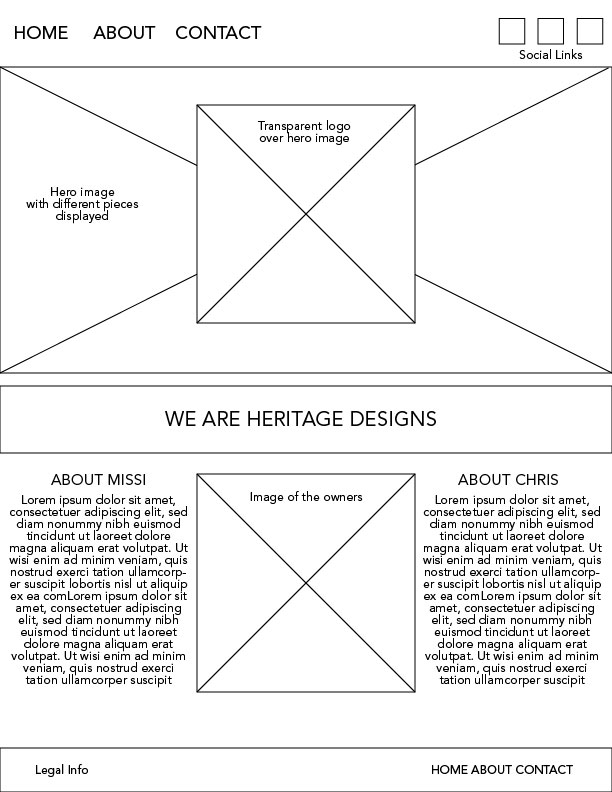 HOME ABOUT CONTACT
Social Links
Transparent logo
over hero image
Hero image
with different pieces
displayed
WE ARE HERITAGE DESIGNS
ABOUT MISSI
Lorem ipsum dolor sit amet,
consectetuer adipiscing elit, sed
diam nonummy nibh euismod
tincidunt ut laoreet dolore
magna aliquam erat volutpat. Ut
wisi enim ad minim veniam, quis
nostrud exerci tation ullamcorp-
er suscipit lobortis nisl ut aliquip
ex ea comLorem ipsum dolor sit
amet, consectetuer adipiscing
elit, sed diam nonummy nibh
euismod tincidunt ut laoreet
dolore magna aliquam erat
volutpat. Ut wisi enim ad minim
veniam, quis nostrud exerci
tation ullamcorper suscipit
Image of the owners
ABOUT CHRIS
Lorem ipsum dolor sit amet,
consectetuer adipiscing elit, sed
diam nonummy nibh euismod
tincidunt ut laoreet dolore
magna aliquam erat volutpat. Ut
wisi enim ad minim veniam, quis
nostrud exerci tation ullamcorp-
er suscipit lobortis nisl ut aliquip
ex ea comLorem ipsum dolor sit
amet, consectetuer adipiscing
elit, sed diam nonummy nibh
euismod tincidunt ut laoreet
dolore magna aliquam erat
volutpat. Ut wisi enim ad minim
veniam, quis nostrud exerci
tation ullamcorper suscipit
Legal Info
HOME ABOUT CONTACT